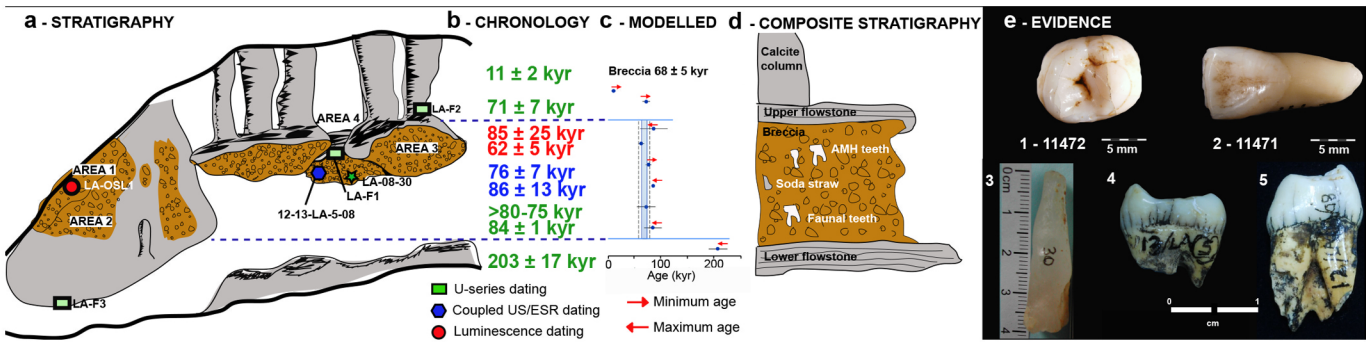 a - STRATIGRAPHY
AREA 4
LA-F2
AREA 3
AREA 1
LA-OSL1
LA-08-30
LA-F1
12-13-LA-5-08
AREA 2
LA-F3
b - CHRONOLOGY
11 ± 2 kyr
71 ± 7 kyr
85 ± 25 kyr
62 ± 5 kyr
76 ± 7 kyr
86 ± 13 kyr
>80-75 kyr
84 ± 1 kyr
203 ± 17 kyr
U-series dating
Coupled US/ESR dating
Luminescence dating
c - MODELLED
Breccia 68 ± 5 kyr
0 100 200
Age (kyr)
Minimum age
Maximum age
d - COMPOSITE STRATIGRAPHY
Calcite
column
Upper flowstone
Breccia
AMH teeth
Soda straw
Faunal teeth
Lower flowstone
e - EVIDENCE
1 - 11472
5 mm
2 - 11471
5 mm
3
0cm
1
2
3
4
30
4
13/LA/5
5
0 1
cm